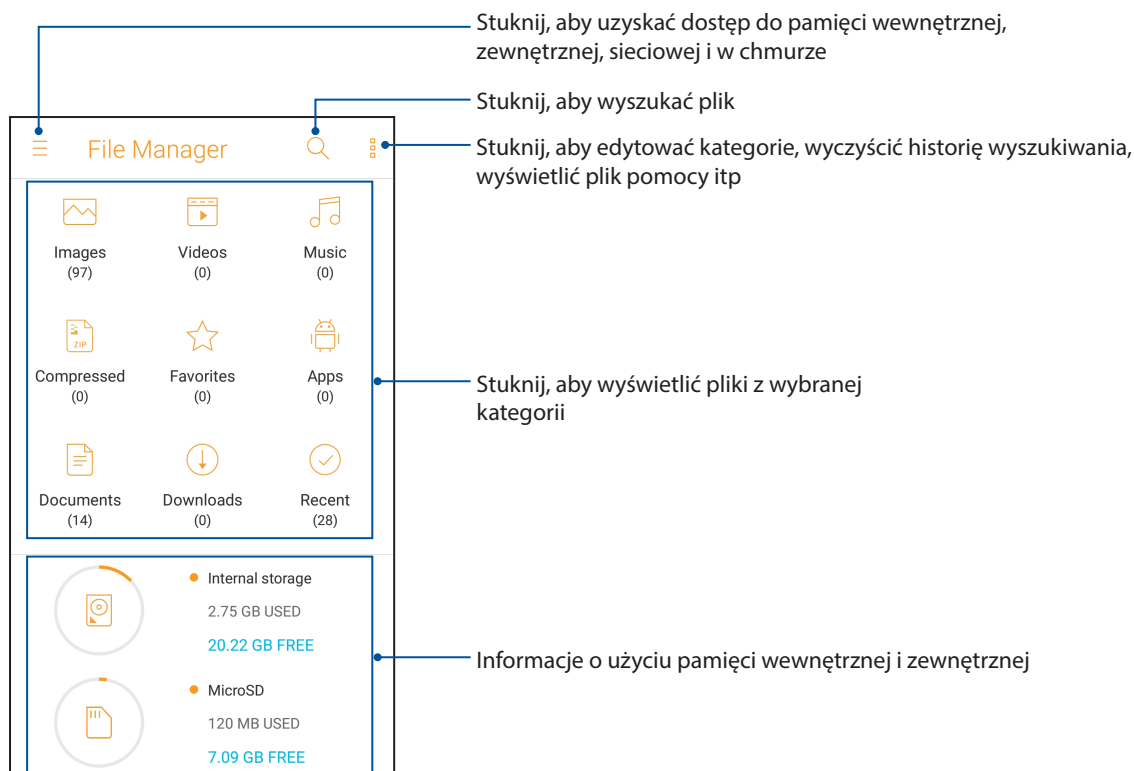 Stuknij, aby uzyskać dostęp do pamięci wewnętrznej,
zewnętrznej, sieciowej i w chmurze
Stuknij, aby wyszukać plik
File Manager
Stuknij, aby edytować kategorie, wyczyścić historię wyszukiwania,
wyświetlić plik pomocy itp
Images Videos Music
(97) (0) (0)
ZIP
Compressed Favorites Apps
(0) (0) (0)
Stuknij, aby wyświetlić pliki z wybranej
kategorii
Documents Downloads Recent
(14) (0) (28)
Internal storage
2.75 GB USED
20.22 GB FREE
Informacje o użyciu pamięci wewnętrznej i zewnętrznej
MicroSD
120 MB USED
7.09 GB FREE